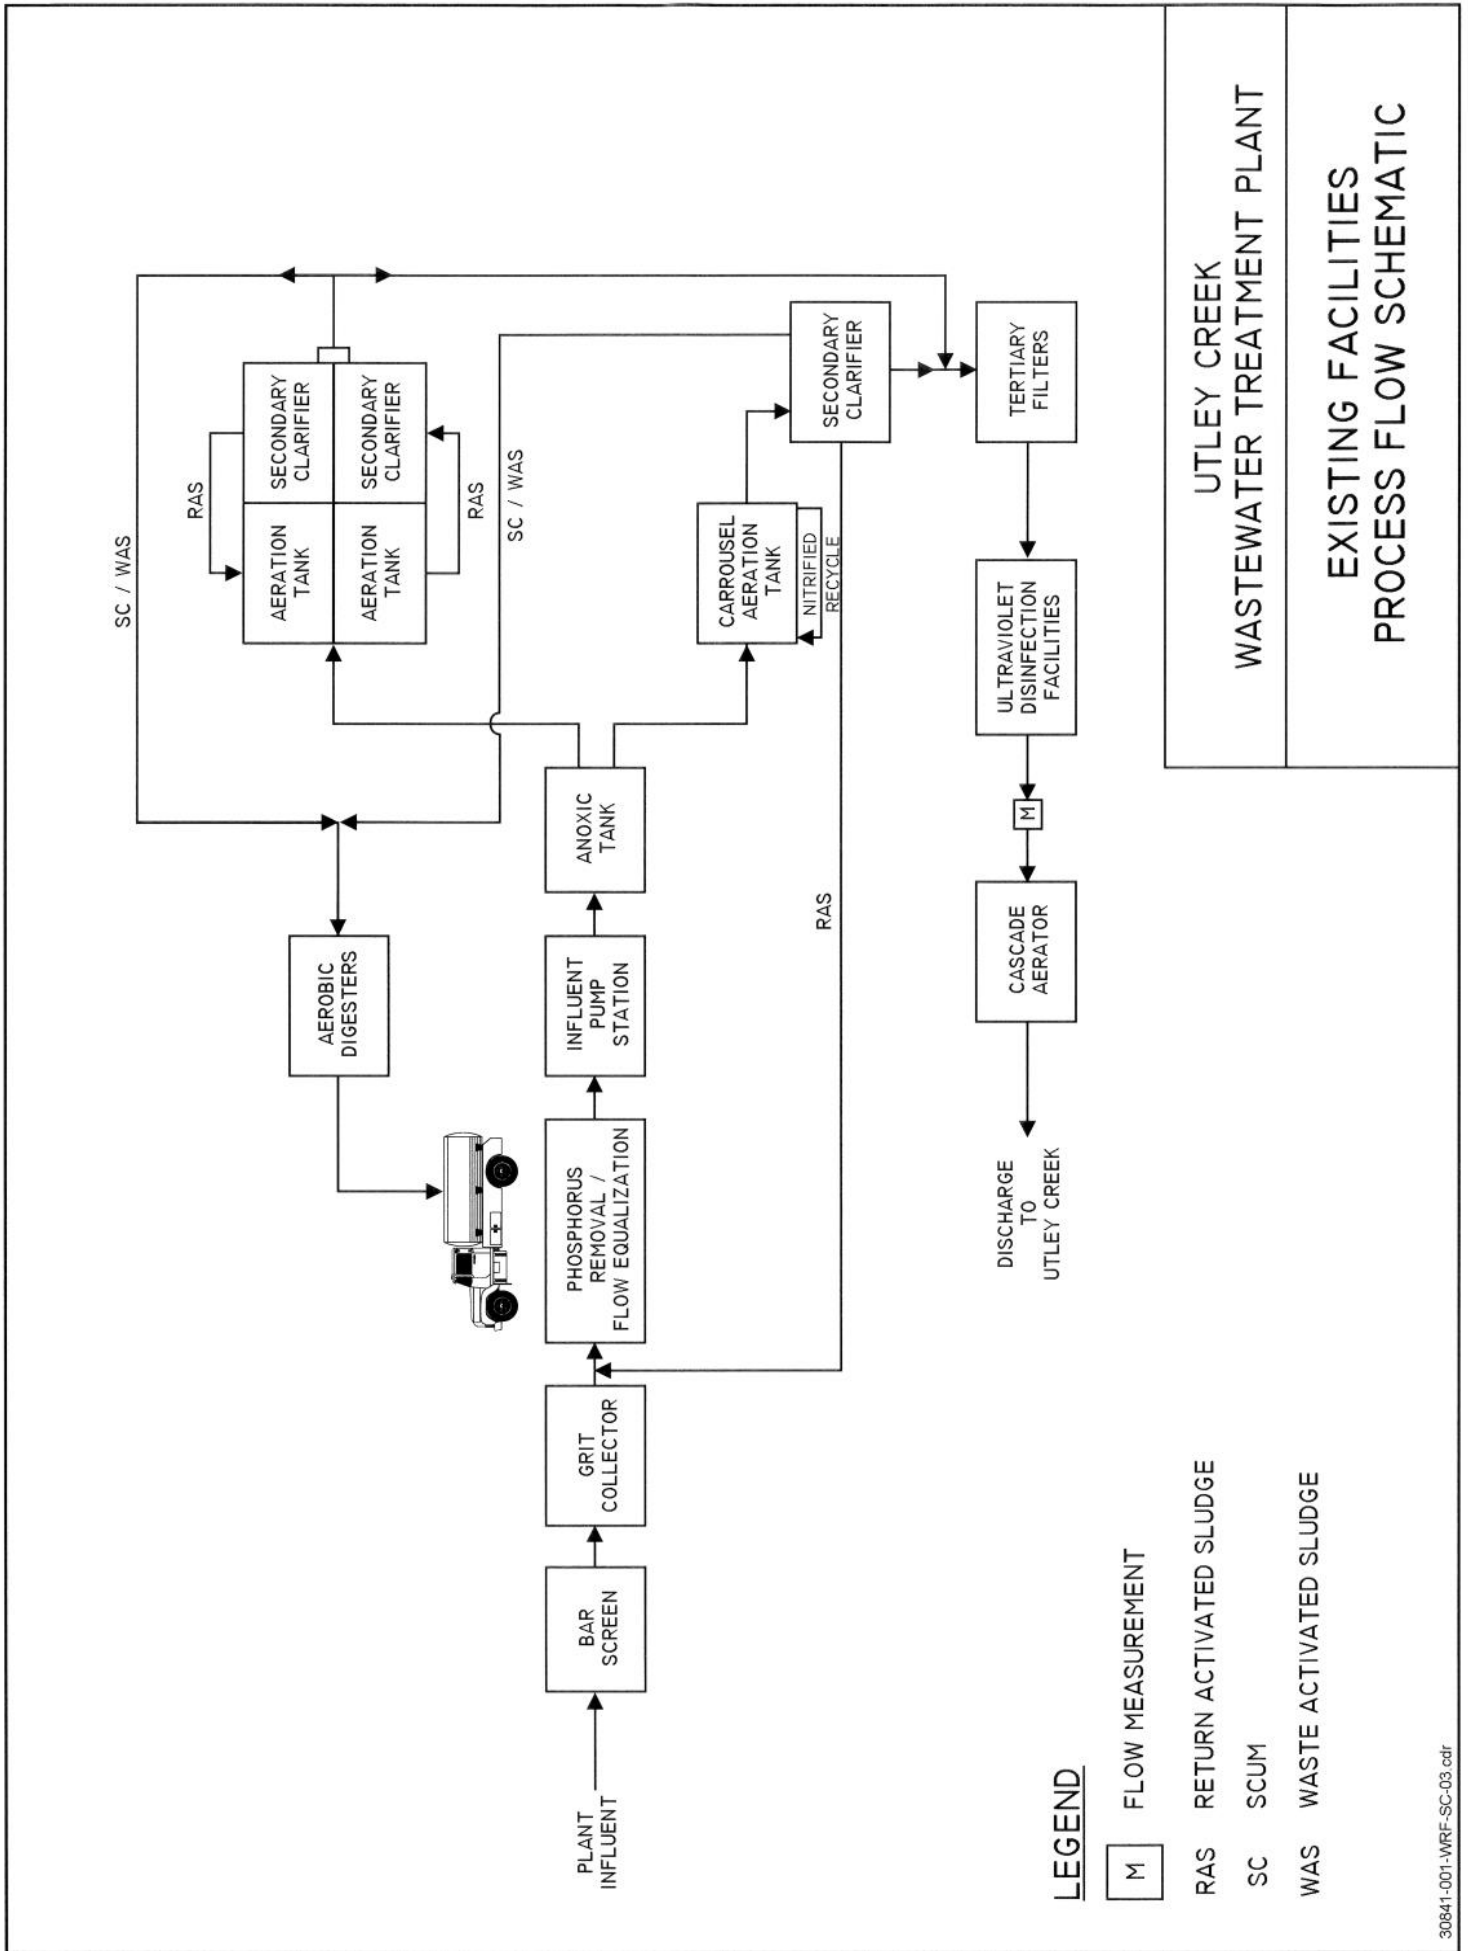 SC / WAS
RAS
AERATION
TANK
SECONDARY
CLARIFIER
AERATION
TANK
SECONDARY
CLARIFIER
RAS
AEROBIC
DIGESTERS
SC / WAS
PLANT
INFLUENT
BAR
SCREEN
GRIT
COLLECTOR
PHOSPHORUS
REMOVAL /
FLOW EQUALIZATION
INFLUENT
PUMP
STATION
ANOXIC
TANK
CARROUSEL
AERATION
TANK
NITRIFIED
RECYCLE
SECONDARY
CLARIFIER
RAS
DISCHARGE
TO
UTLEY CREEK
CASCADE
AERATOR
M
ULTRAVIOLET
DISINFECTION
FACILITIES
TERTIARY
FILTERS
LEGEND
M FLOW MEASUREMENT
RAS RETURN ACTIVATED SLUDGE
SC SCUM
WAS WASTE ACTIVATED SLUDGE
UTLEY CREEK
WASTEWATER TREATMENT PLANT
EXISTING FACILITIES
PROCESS FLOW SCHEMATIC
30841-001-WRF-SC-03.cdr